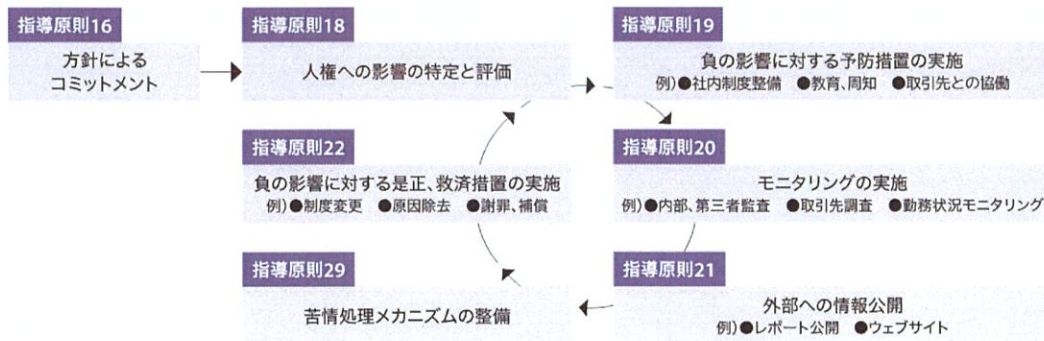 指導原則16
方針による
コミットメント
指導原則18
人権への影響の特定と評価
指導原則19
負の影響に対する予防措置の実施
例)●社内制度整備 ●教育、周知 ●取引先との協働
指導原則22
負の影響に対する是正、救済措置の実施
例)●制度変更 ●原因除去 ●謝罪、補償
指導原則20
モニタリングの実施
例)●内部、第三者監査 ●取引先調査 ●勤務状況モニタリング
指導原則29
苦情処理メカニズムの整備
指導原則21
外部への情報公開
例)●レポート公開 ●ウェブサイト